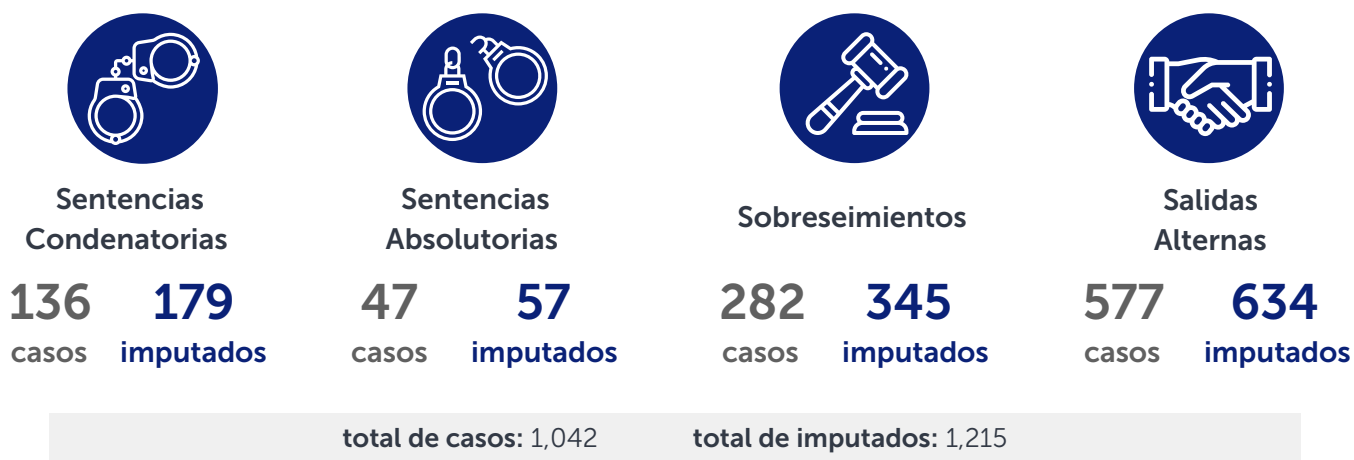 Sentencias
Condenatorias
136 179
casos imputados
Sentencias
Absolutorias
47 57
casos imputados
Sobreseimientos
282 345
casos imputados
Salidas
Alternas
577 634
casos imputados
total de casos: 1,042 total de imputados: 1,215